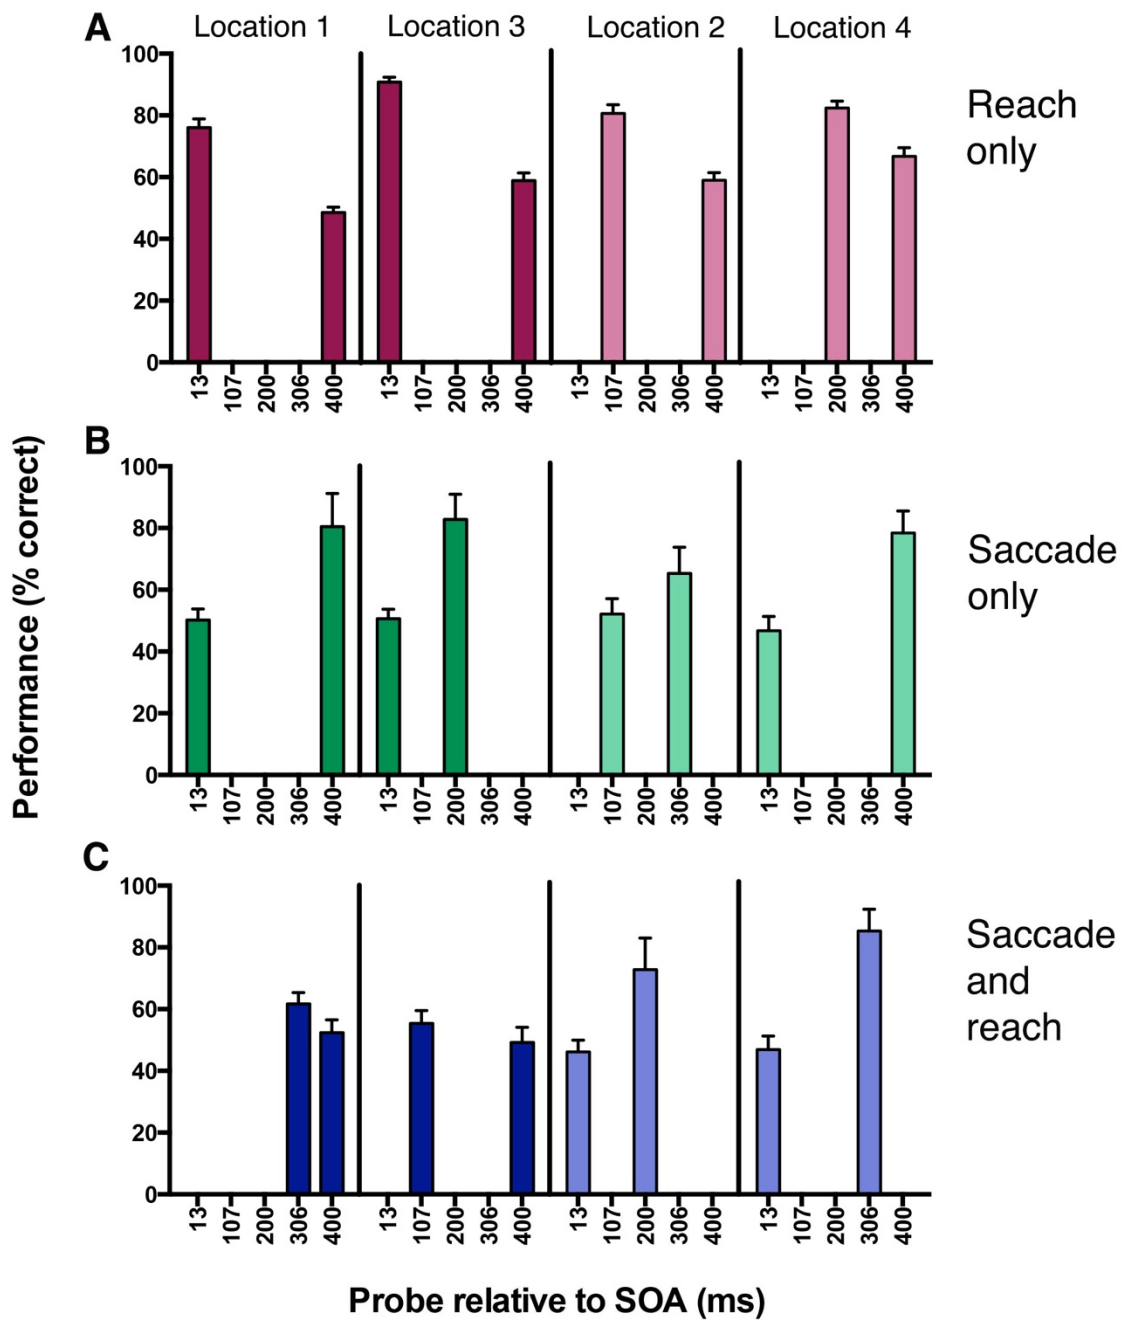 A
Location 1 Location 3 Location 2 Location 4
100
80
60
40
20
0
13 107 200 306 400 13 107 200 306 400 13 107 200 306 400 13 107 200 306 400
Reach
only
B
100
80
60
40
20
0
13 107 200 306 400 13 107 200 306 400 13 107 200 306 400 13 107 200 306 400
Saccade
only
Performance (% correct)
C
100
80
60
40
20
0
13 107 200 306 400 13 107 200 306 400 13 107 200 306 400 13 107 200 306 400
Saccade
and
reach
Probe relative to SOA (ms)